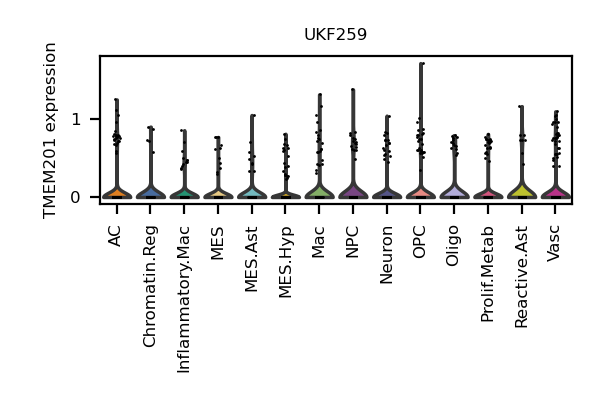 UKF259
TMEM201 expression
1
0
AC
Chromatin.Reg
Inflammatory.Mac
MES
MES.Ast
MES.Hyp
Mac
NPC
Neuron
OPC
Oligo
Prolif.Metab
Reactive.Ast
Vasc